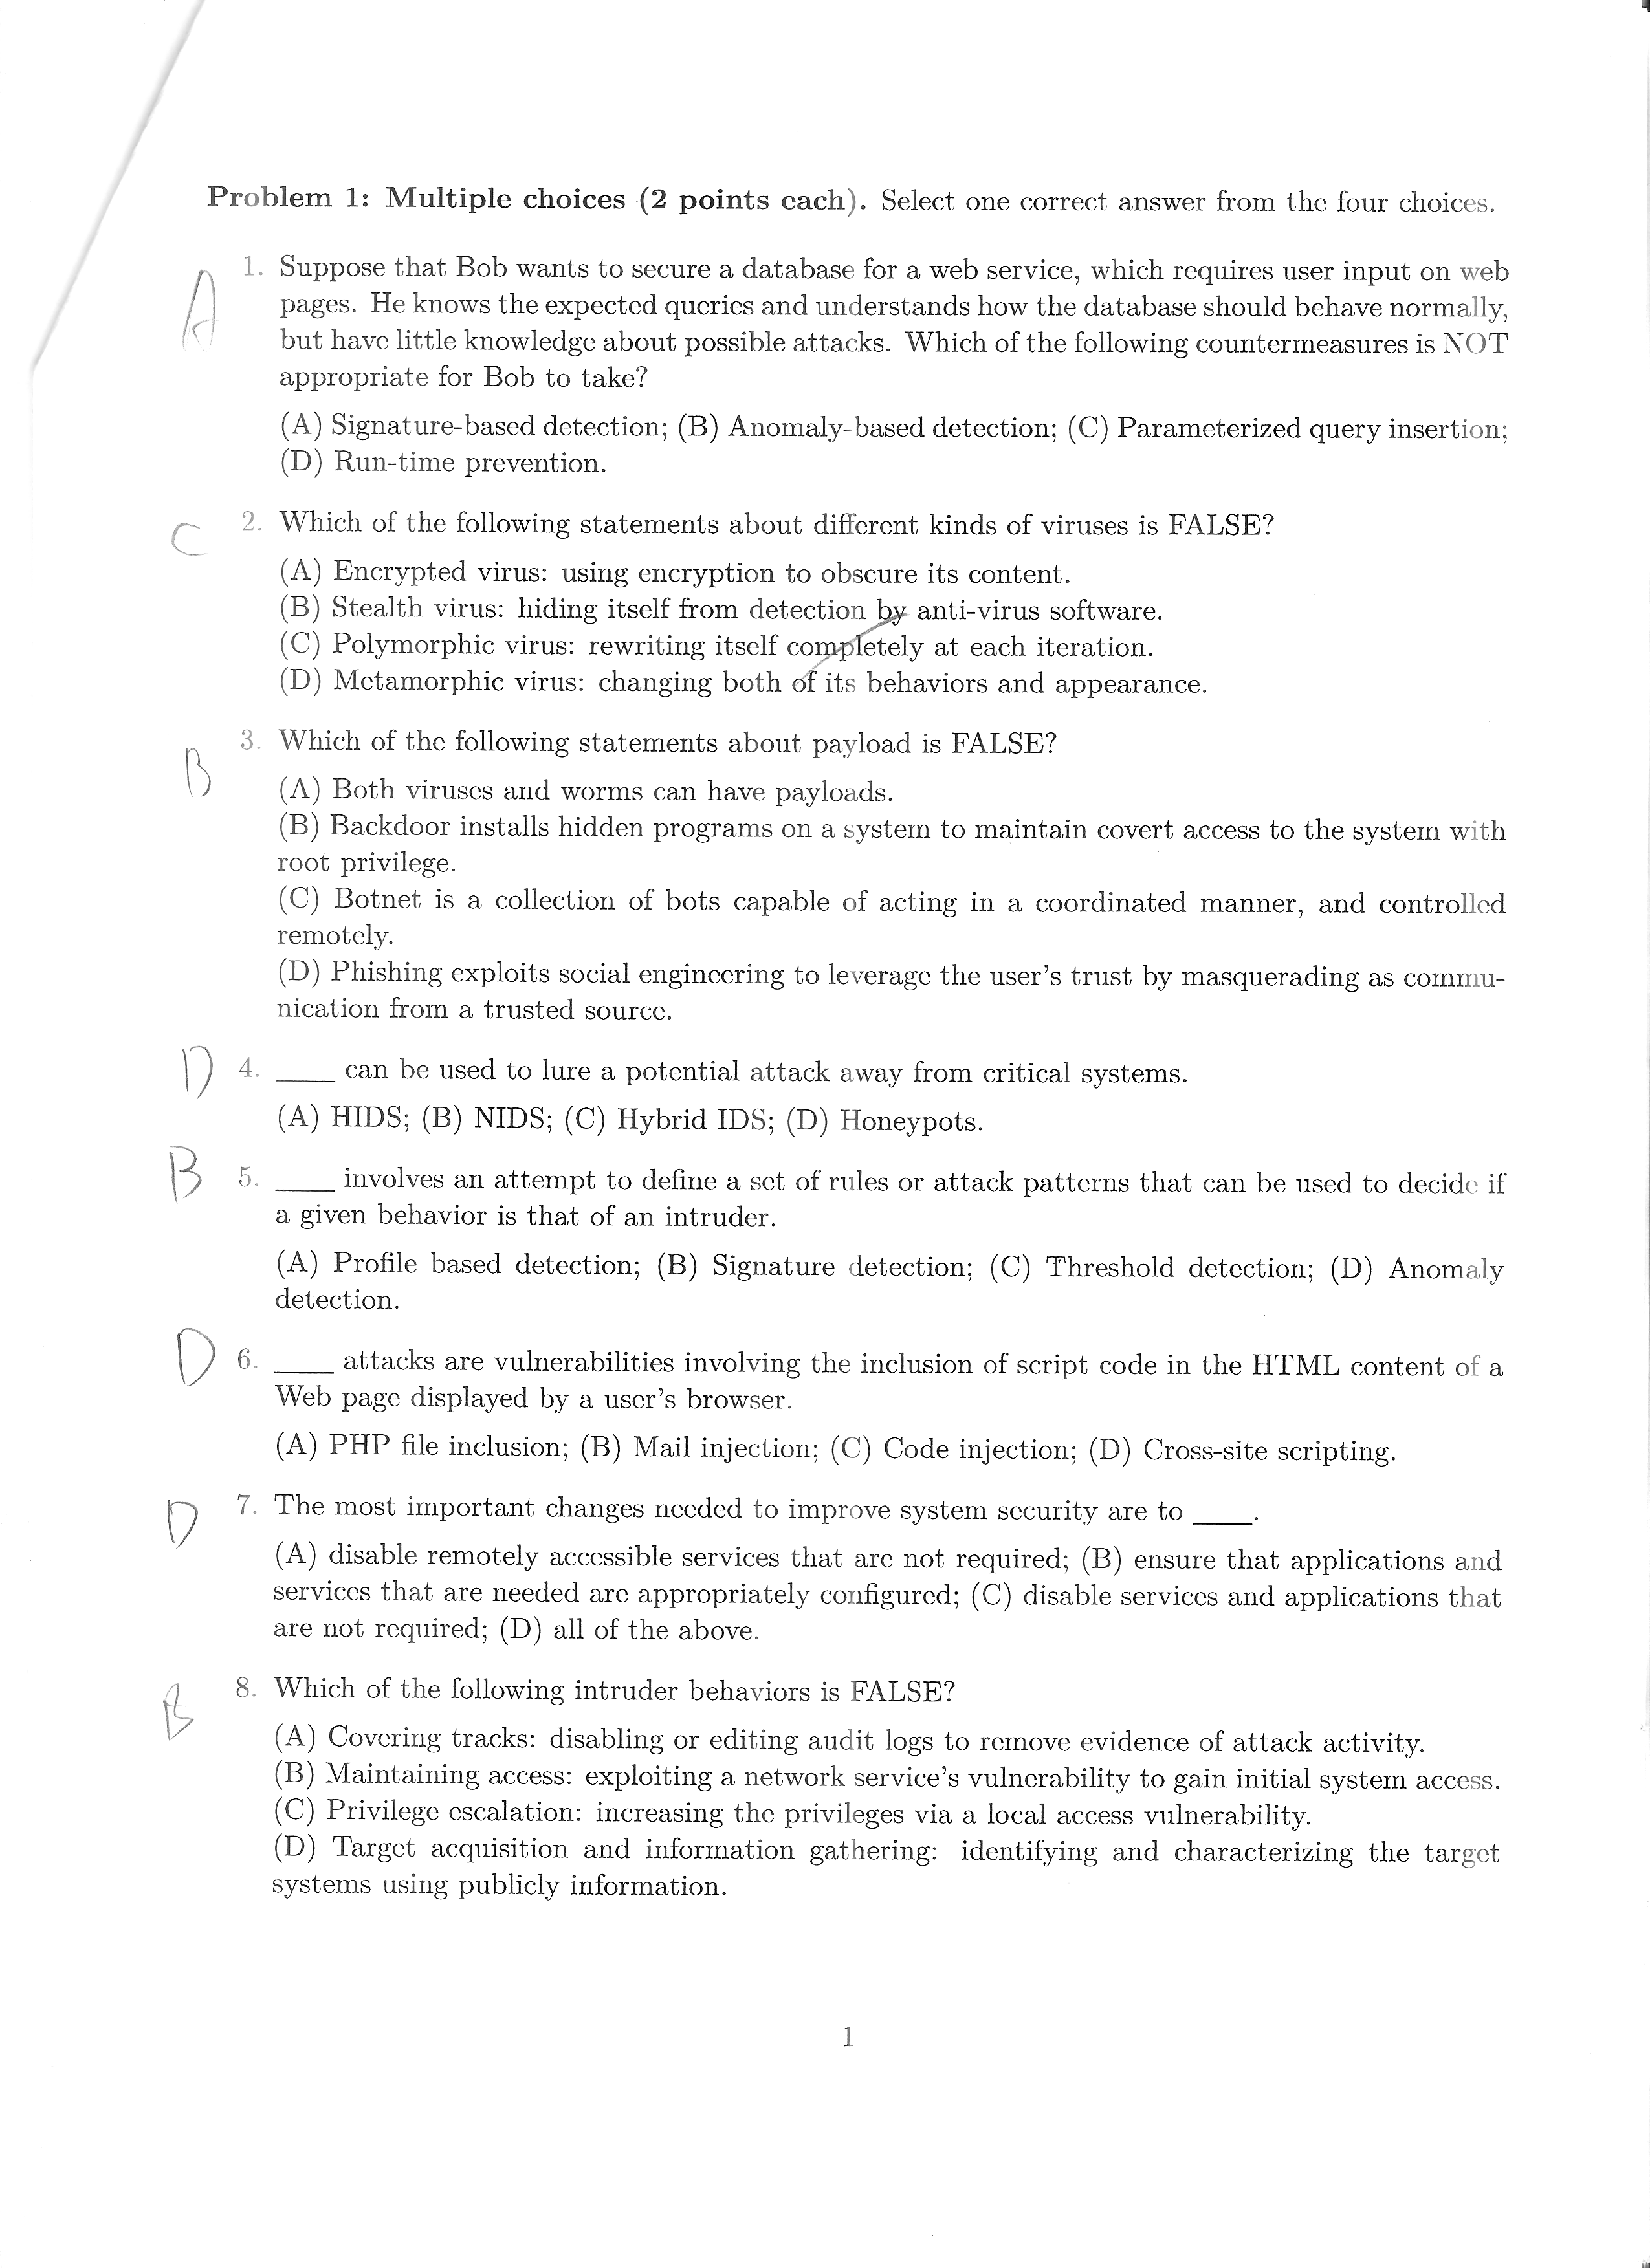 Problem 1: Multiple choices (2 points each). Select one correct answer from the four choices.
A
1. Suppose that Bob wants to secure a database for a web service, which requires user input on web
pages. He knows the expected queries and understands how the database should behave normally,
but have little knowledge about possible attacks. Which of the following countermeasures is NOT
appropriate for Bob to take?
(A) Signature-based detection; (B) Anomaly-based detection; (C) Parameterized query insertion;
(D) Run-time prevention.
C
2. Which of the following statements about different kinds of viruses is FALSE?
(A) Encrypted virus: using encryption to obscure its content.
(B) Stealth virus: hiding itself from detection by anti-virus software.
(C) Polymorphic virus: rewriting itself completely at each iteration.
(D) Metamorphic virus: changing both of its behaviors and appearance.
B
3. Which of the following statements about payload is FALSE?
(A) Both viruses and worms can have payloads.
(B) Backdoor installs hidden programs on a system to maintain covert access to the system with
root privilege.
(C) Botnet is a collection of bots capable of acting in a coordinated manner, and controlled
remotely.
(D) Phishing exploits social engineering to leverage the user's trust by masquerading as commu-
nication from a trusted source.
D
4. ____ can be used to lure a potential attack away from critical systems.
(A) HIDS; (B) NIDS; (C) Hybrid IDS; (D) Honeypots.
B
5. ____ involves an attempt to define a set of rules or attack patterns that can be used to decide if
a given behavior is that of an intruder.
(A) Profile based detection; (B) Signature detection; (C) Threshold detection; (D) Anomaly
detection.
D
6. ____ attacks are vulnerabilities involving the inclusion of script code in the HTML content of a
Web page displayed by a user's browser.
(A) PHP file inclusion; (B) Mail injection; (C) Code injection; (D) Cross-site scripting.
D
7. The most important changes needed to improve system security are to ____.
(A) disable remotely accessible services that are not required; (B) ensure that applications and
services that are needed are appropriately configured; (C) disable services and applications that
are not required; (D) all of the above.
B
8. Which of the following intruder behaviors is FALSE?
(A) Covering tracks: disabling or editing audit logs to remove evidence of attack activity.
(B) Maintaining access: exploiting a network service's vulnerability to gain initial system access.
(C) Privilege escalation: increasing the privileges via a local access vulnerability.
(D) Target acquisition and information gathering: identifying and characterizing the target
systems using publicly information.
1